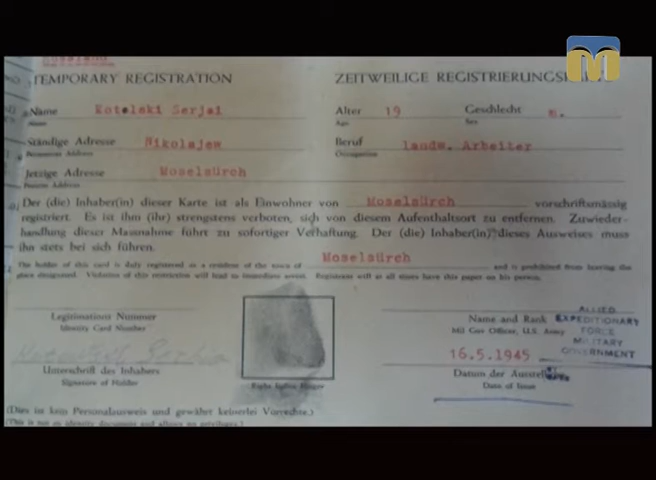 TEMPORARY REGISTRATION ZEITWEILIGE
Name Kotelski Serjai Alter 19 Geschlecht m.
Name Age Sex
Ständige Adresse Nikolajew Beruf landw. Arbeiter
Permanent Address Occupation
Jetzige Adresse Moselsürch
Present Address
Der (die) Inhaber(in) dieser Karte ist als Einwohner von Moselsürch vorschriftsmässig
registriert. Es ist ihm (ihr) strengstens verboten, sich von diesem Aufenthaltsort zu entfernen. Zuwieder-
handlung dieser Massnahme führt zu sofortiger Verhaftung. Der (die) Inhaber(in) dieses Ausweises muss
ihn stets bei sich führen.
Moselsürch
The holder of this card is duly registered as a resident of the town of and is prohibited from leaving the
place designated. Violation of this restriction will lead to immediate arrest. Registrant will at all times have this paper on his person.
Legitimations Nummer
Identity Card Number
Unterschrift des Inhabers
Signature of Holder
Right Index Finger
Name and Rank
Mil Gov Officer, U.S. Army
ALLIED
EXPEDITIONARY
FORCE
MILITARY
GOVERNMENT
16.5.1945
Datum der
Date of Issue
(Dies ist kein Personalausweis und gewährt keinerlei Vorrechte.)
(This is not an identity document and allows no privileges.)